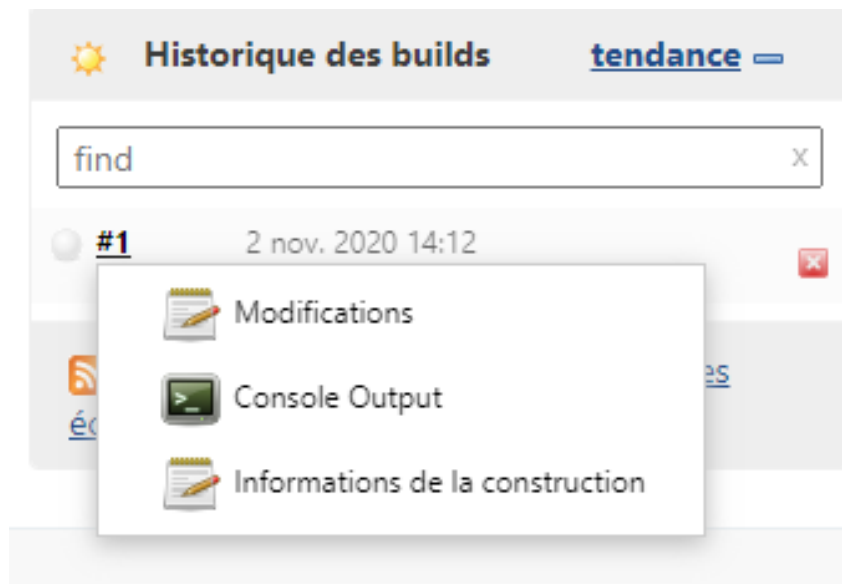 Historique des builds tendance
find x
#1 2 nov. 2020 14:12
Modifications
Console Output
Informations de la construction